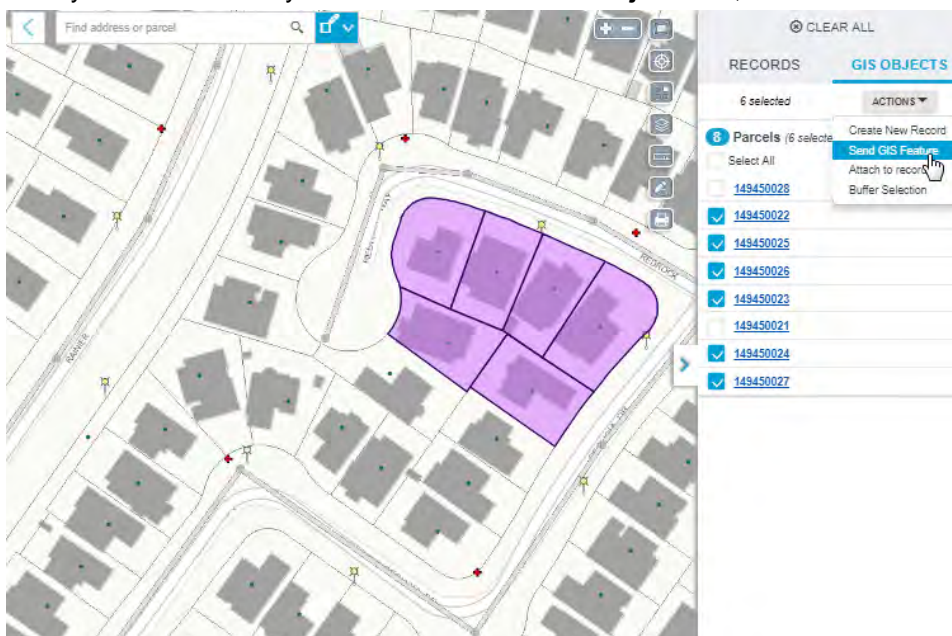 Find address or parcel
CLEAR ALL
RECORDS GIS OBJECTS
6 selected ACTIONS
8 Parcels (6 selecte
Create New Record
Send GIS Feature
Select All
Attach to record
Buffer Selection
149450028
149450022
149450025
149450026
149450023
149450021
149450024
149450027
REDROCK
RAINIER
WAY